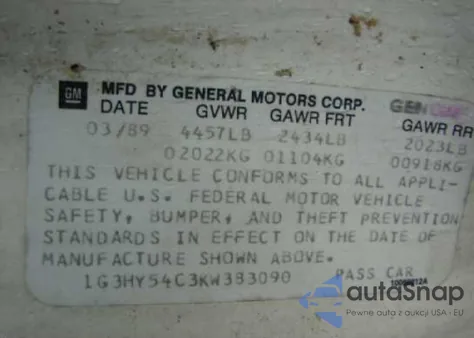 GM MFD BY GENERAL MOTORS CORP.
DATE GVWR GAWR FRT GAWR RR
03/89 4457LB 2434LB 2023LB
02022KG 01104KG 00918KG
THIS VEHICLE CONFORMS TO ALL APPLI-
CABLE U.S. FEDERAL MOTOR VEHICLE
SAFETY, BUMPER, AND THEFT PREVENTION
STANDARDS IN EFFECT ON THE DATE OF
MANUFACTURE SHOWN ABOVE.
1G3HY54C3KW383090 PASS CAR
autoSnap
Pewne auta z aukcji USA - EU